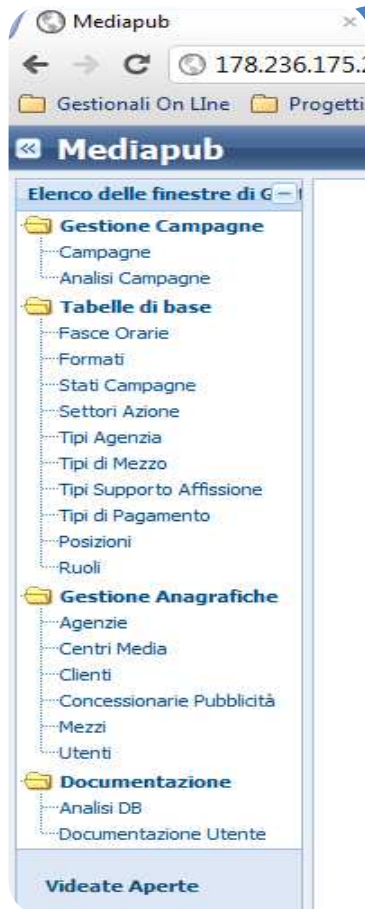 Mediapub
178.236.175.2
Gestionali On LIne Progetti
Mediapub
Elenco delle finestre di G
Gestione Campagne
Campagne
Analisi Campagne
Tabelle di base
Fasce Orarie
Formati
Stati Campagne
Settori Azione
Tipi Agenzia
Tipi di Mezzo
Tipi Supporto Affissione
Tipi di Pagamento
Posizioni
Ruoli
Gestione Anagrafiche
Agenzie
Centri Media
Clienti
Concessionarie Pubblicità
Mezzi
Utenti
Documentazione
Analisi DB
Documentazione Utente
Videate Aperte